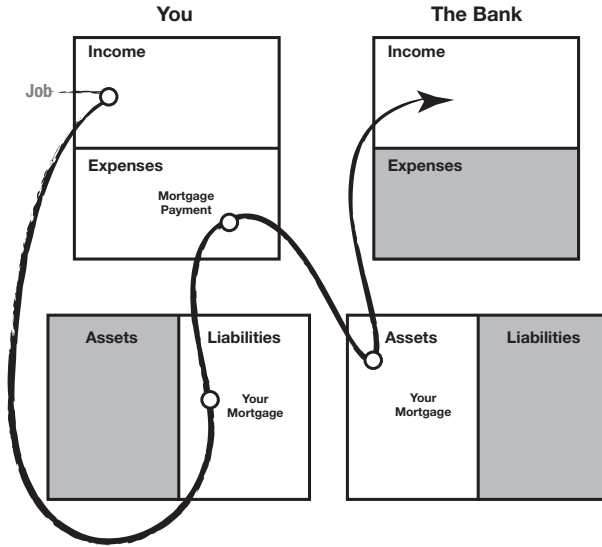 You
The Bank
Income
Job
Expenses
Mortgage
Payment
Income
Expenses
Assets
Liabilities
Your
Mortgage
Assets
Your
Mortgage
Liabilities